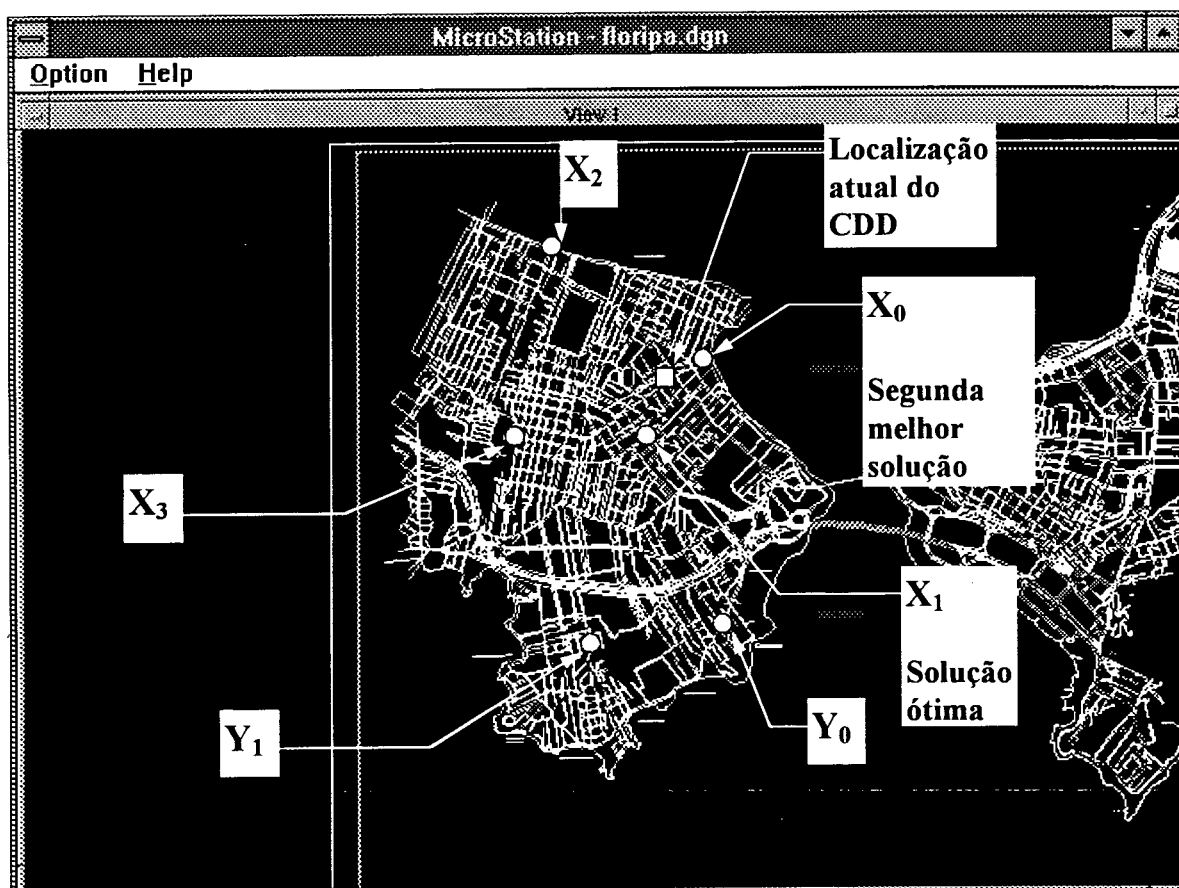 MicroStation - floripa.dgn
Option Help
View 1
X₂
Localização
atual do
CDD
X₀
Segunda
melhor
solução
X₃
X₁
Solução
ótima
Y₁
Y₀